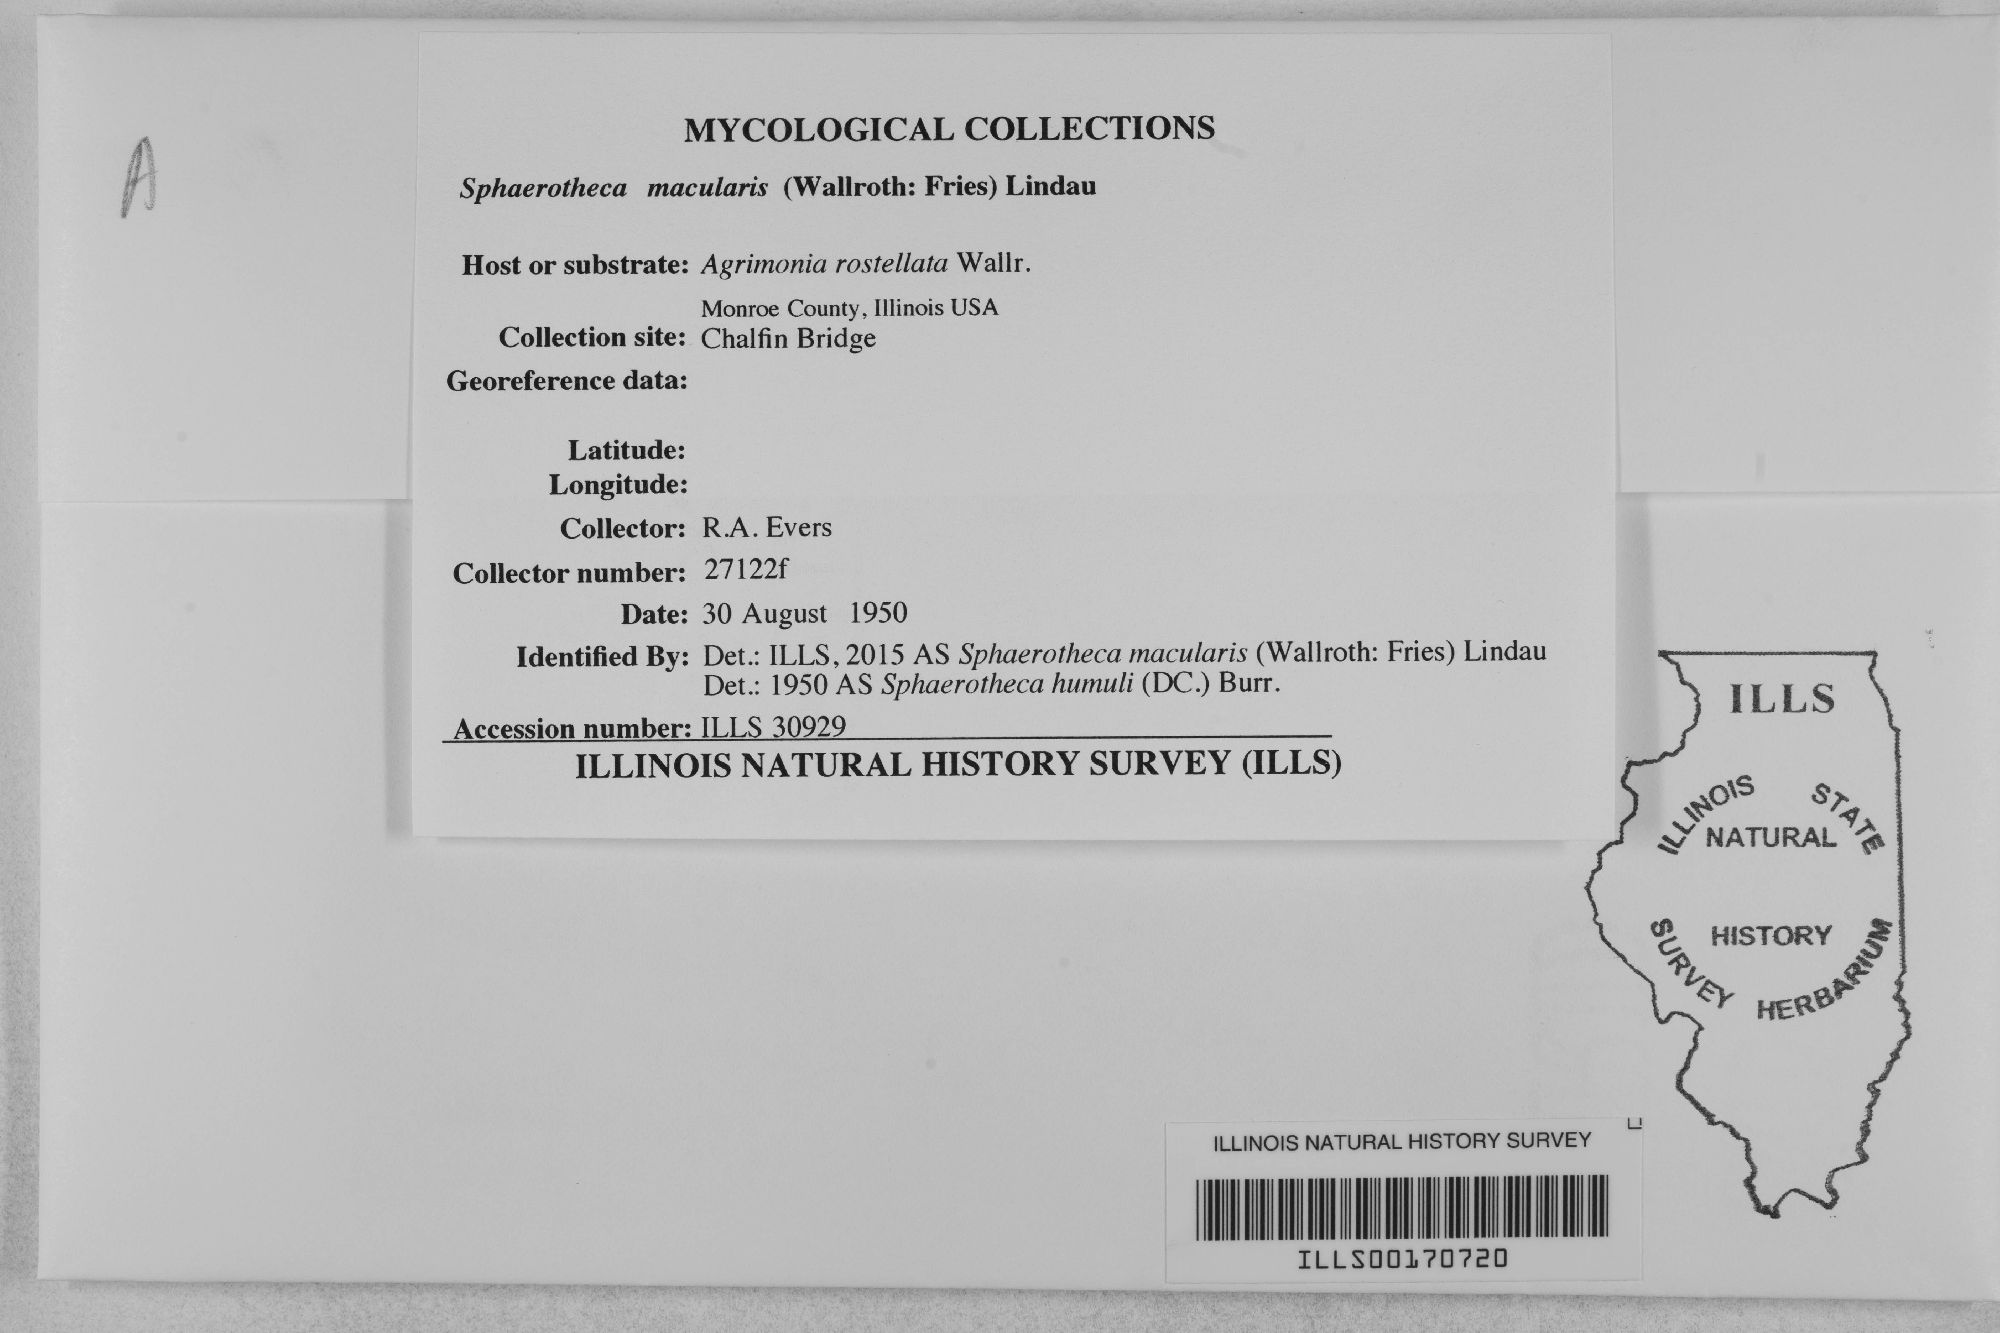 A
MYCOLOGICAL COLLECTIONS
Sphaerotheca macularis (Wallroth: Fries) Lindau
Host or substrate: Agrimonia rostellata Wallr.
Monroe County, Illinois USA
Collection site: Chalfin Bridge
Georeference data:
Latitude:
Longitude:
Collector: R.A. Evers
Collector number: 27122f
Date: 30 August 1950
Identified By: Det.: ILLS, 2015 AS Sphaerotheca macularis (Wallroth: Fries) Lindau
Det.: 1950 AS Sphaerotheca humuli (DC.) Burr.
Accession number: ILLS 30929
ILLINOIS NATURAL HISTORY SURVEY (ILLS)
ILLS
ILLINOIS STATE
NATURAL
HISTORY
SURVEY HERBARIUM
ILLINOIS NATURAL HISTORY SURVEY
ILLS00170720